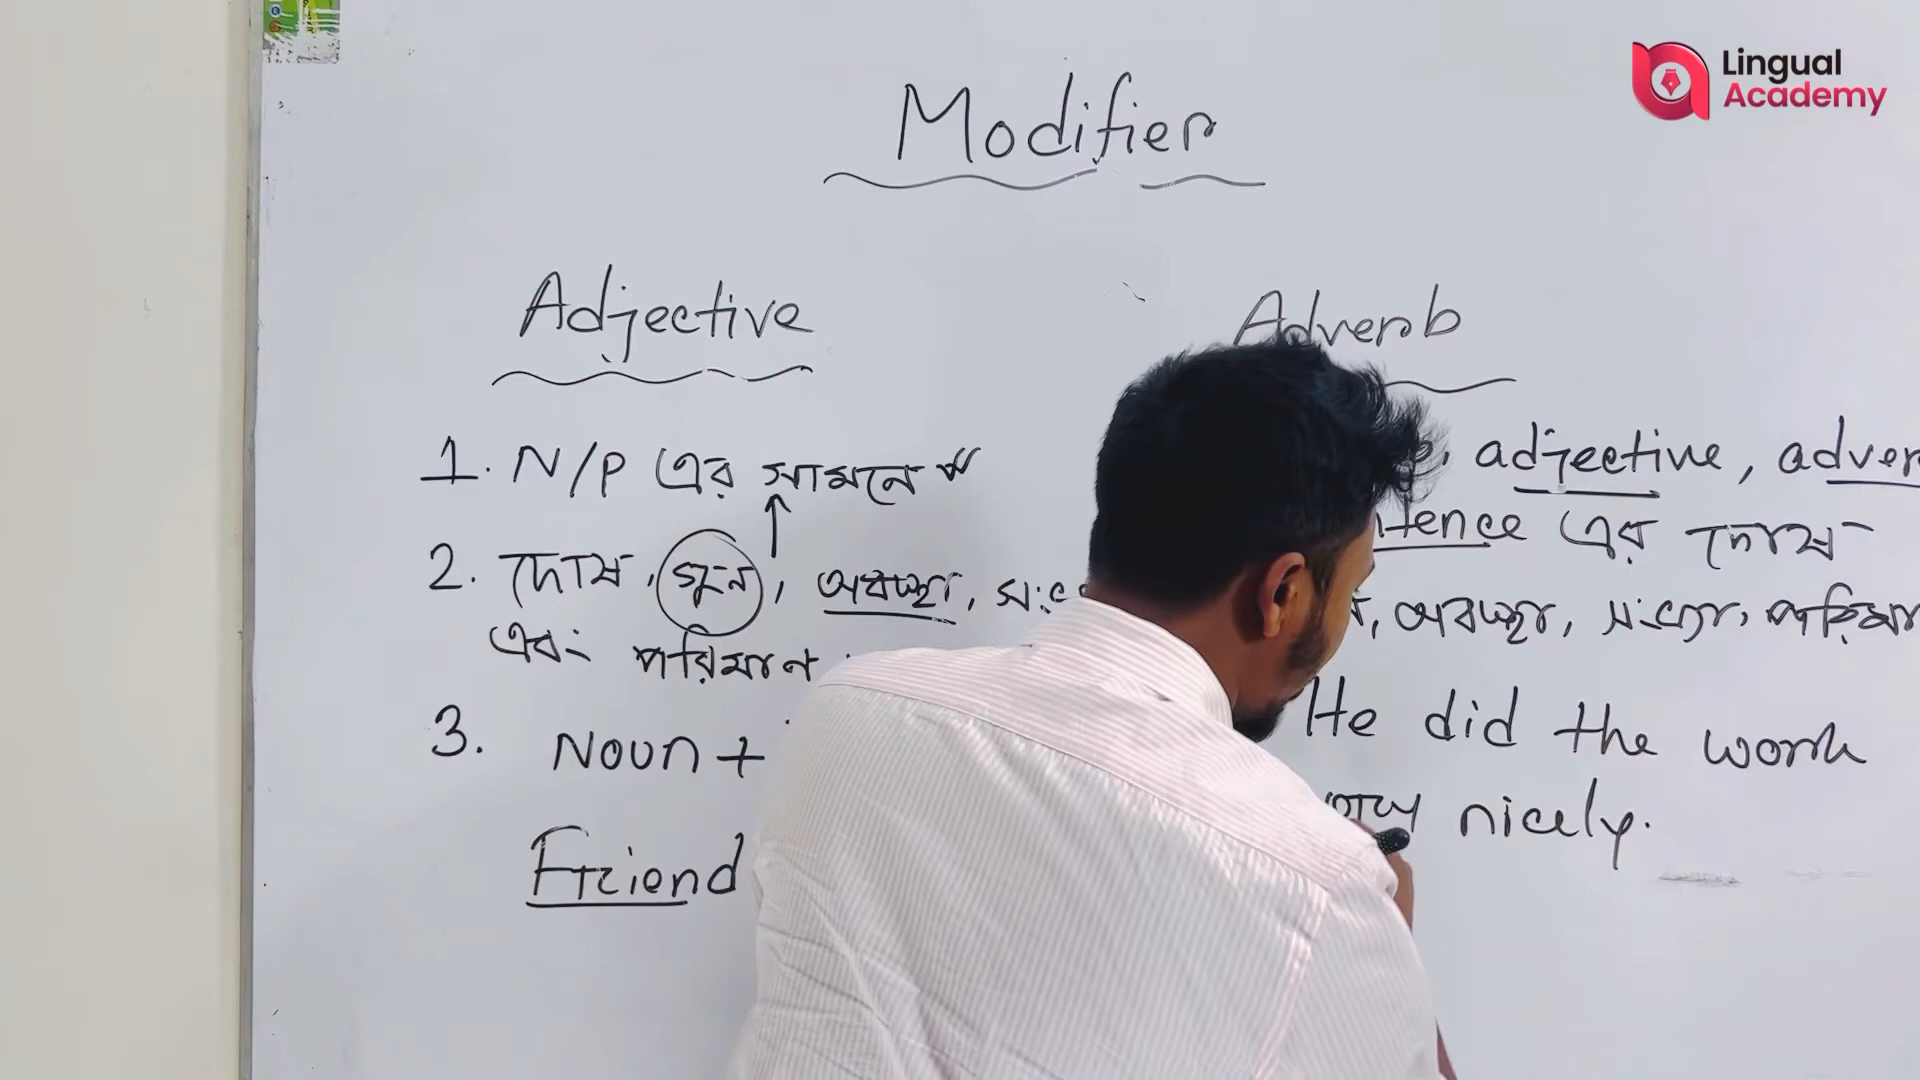 Lingual
Academy
Modifier
Adjective
Adverb
1. N/P এর সামনে
adjective, adver
2. দোষ, গুন, অবস্থা,
এর দোষ
এবং পরিমাণ
অবস্থা, সংখ্যা, পরিমান
3. Noun +
He did the work
nicely.
Friend